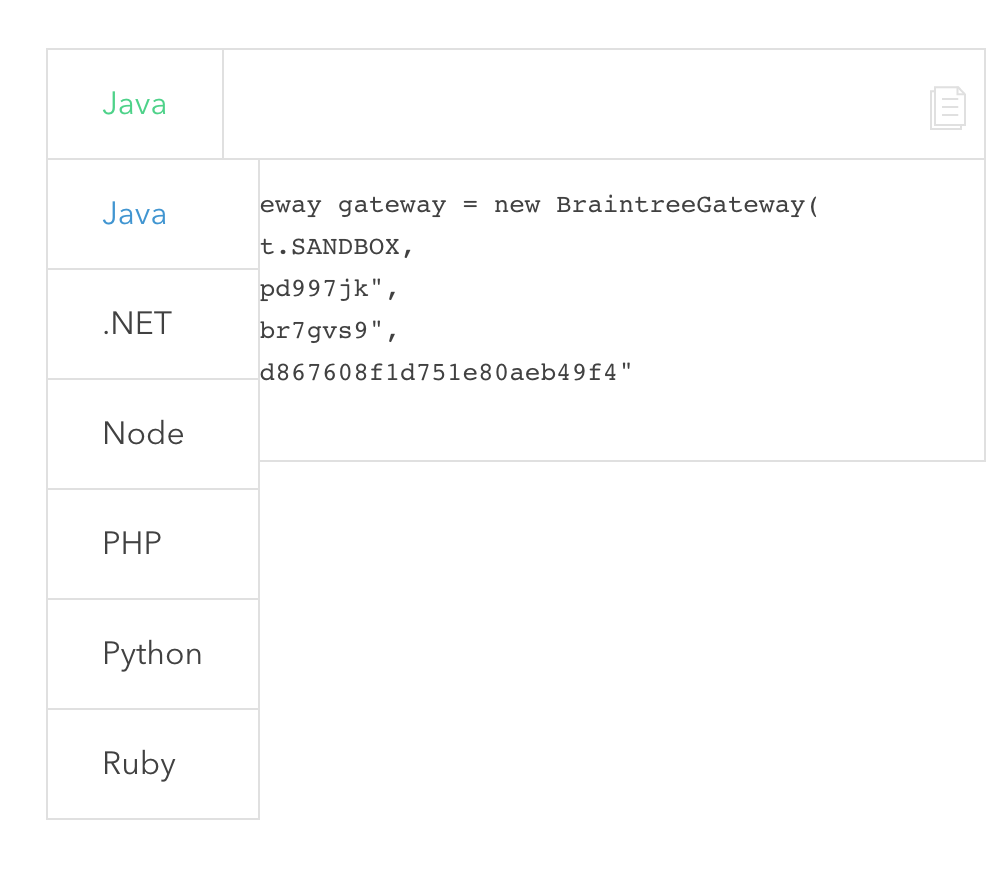 Java
Java
eway gateway = new BraintreeGateway(
t.SANDBOX,
pd997jk",
br7gvs9",
d867608f1d751e80aeb49f4"
.NET
Node
PHP
Python
Ruby